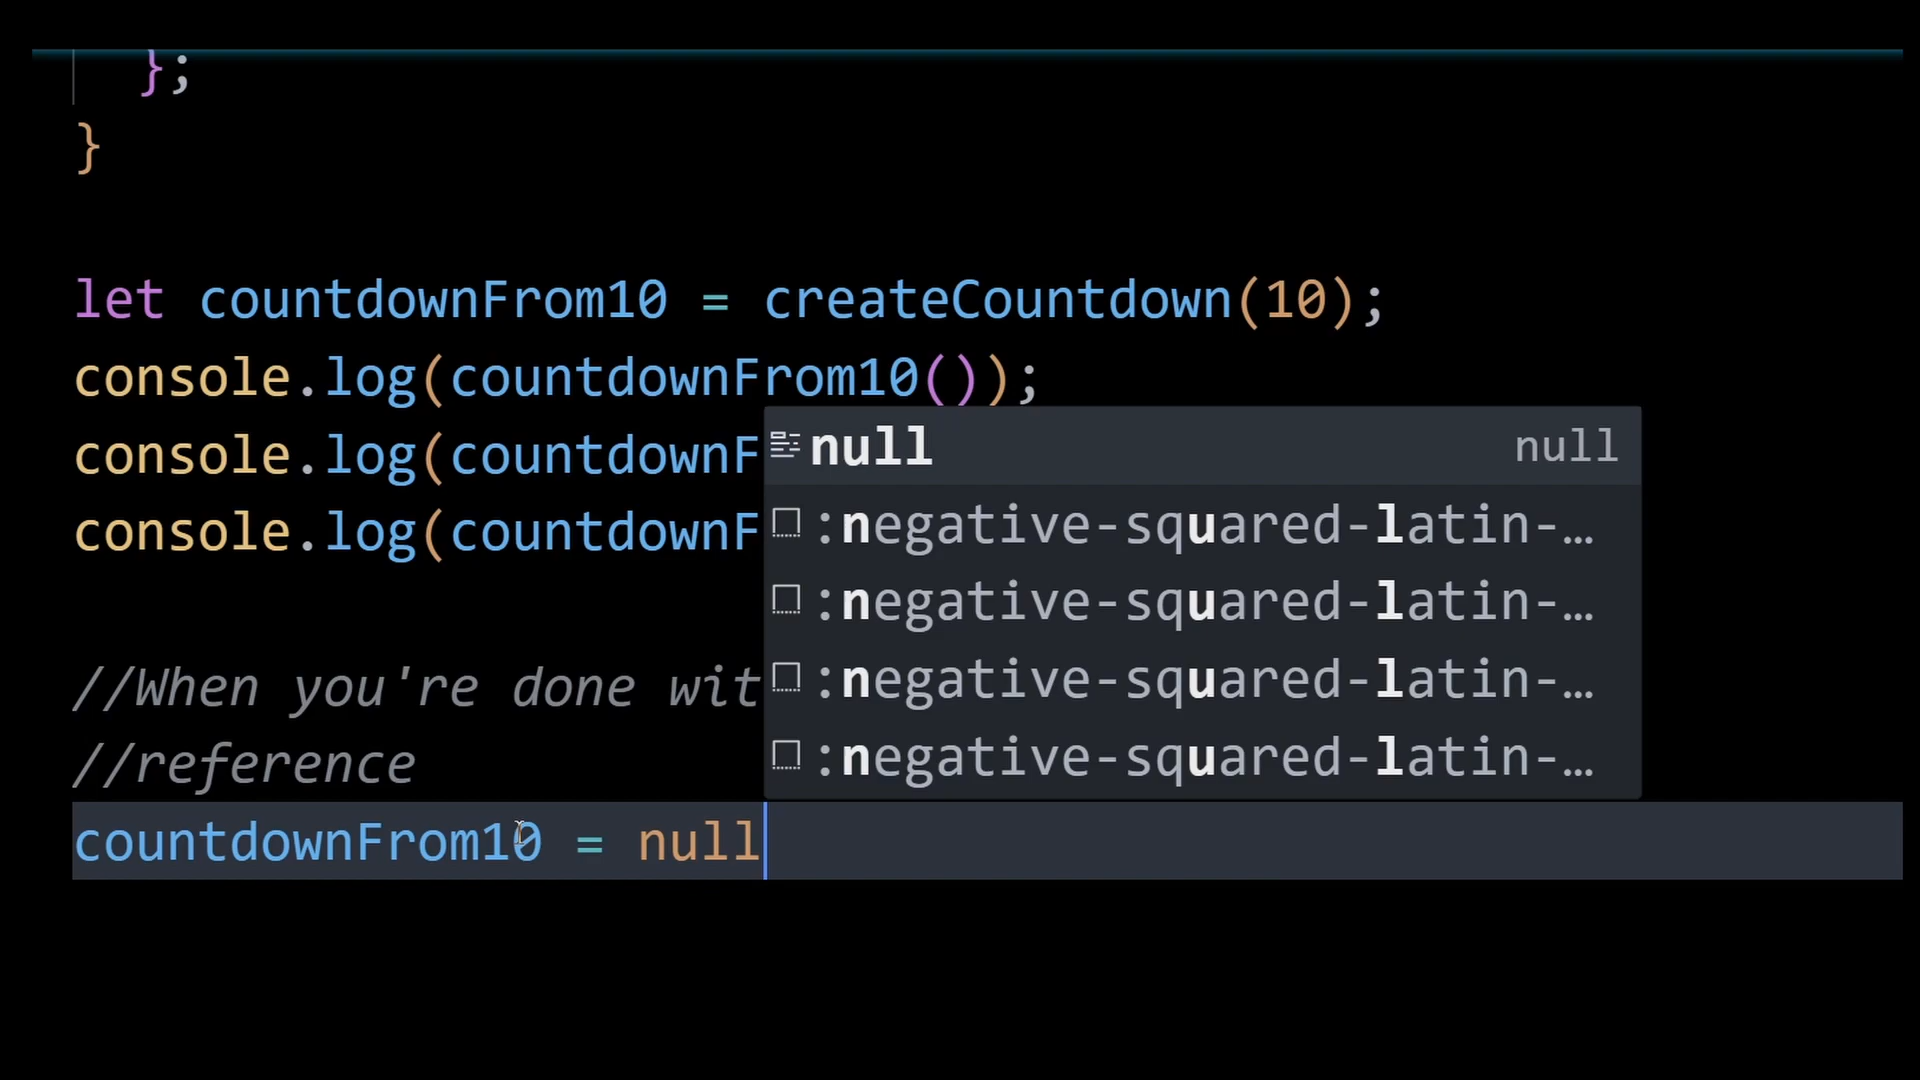 };
}
let countdownFrom10 = createCountdown(10);
console.log(countdownFrom10());
console.log(countdownF
console.log(countdownF
null null
:negative-squared-latin-…
:negative-squared-latin-…
:negative-squared-latin-…
:negative-squared-latin-…
//When you're done wit
//reference
countdownFrom10 = null